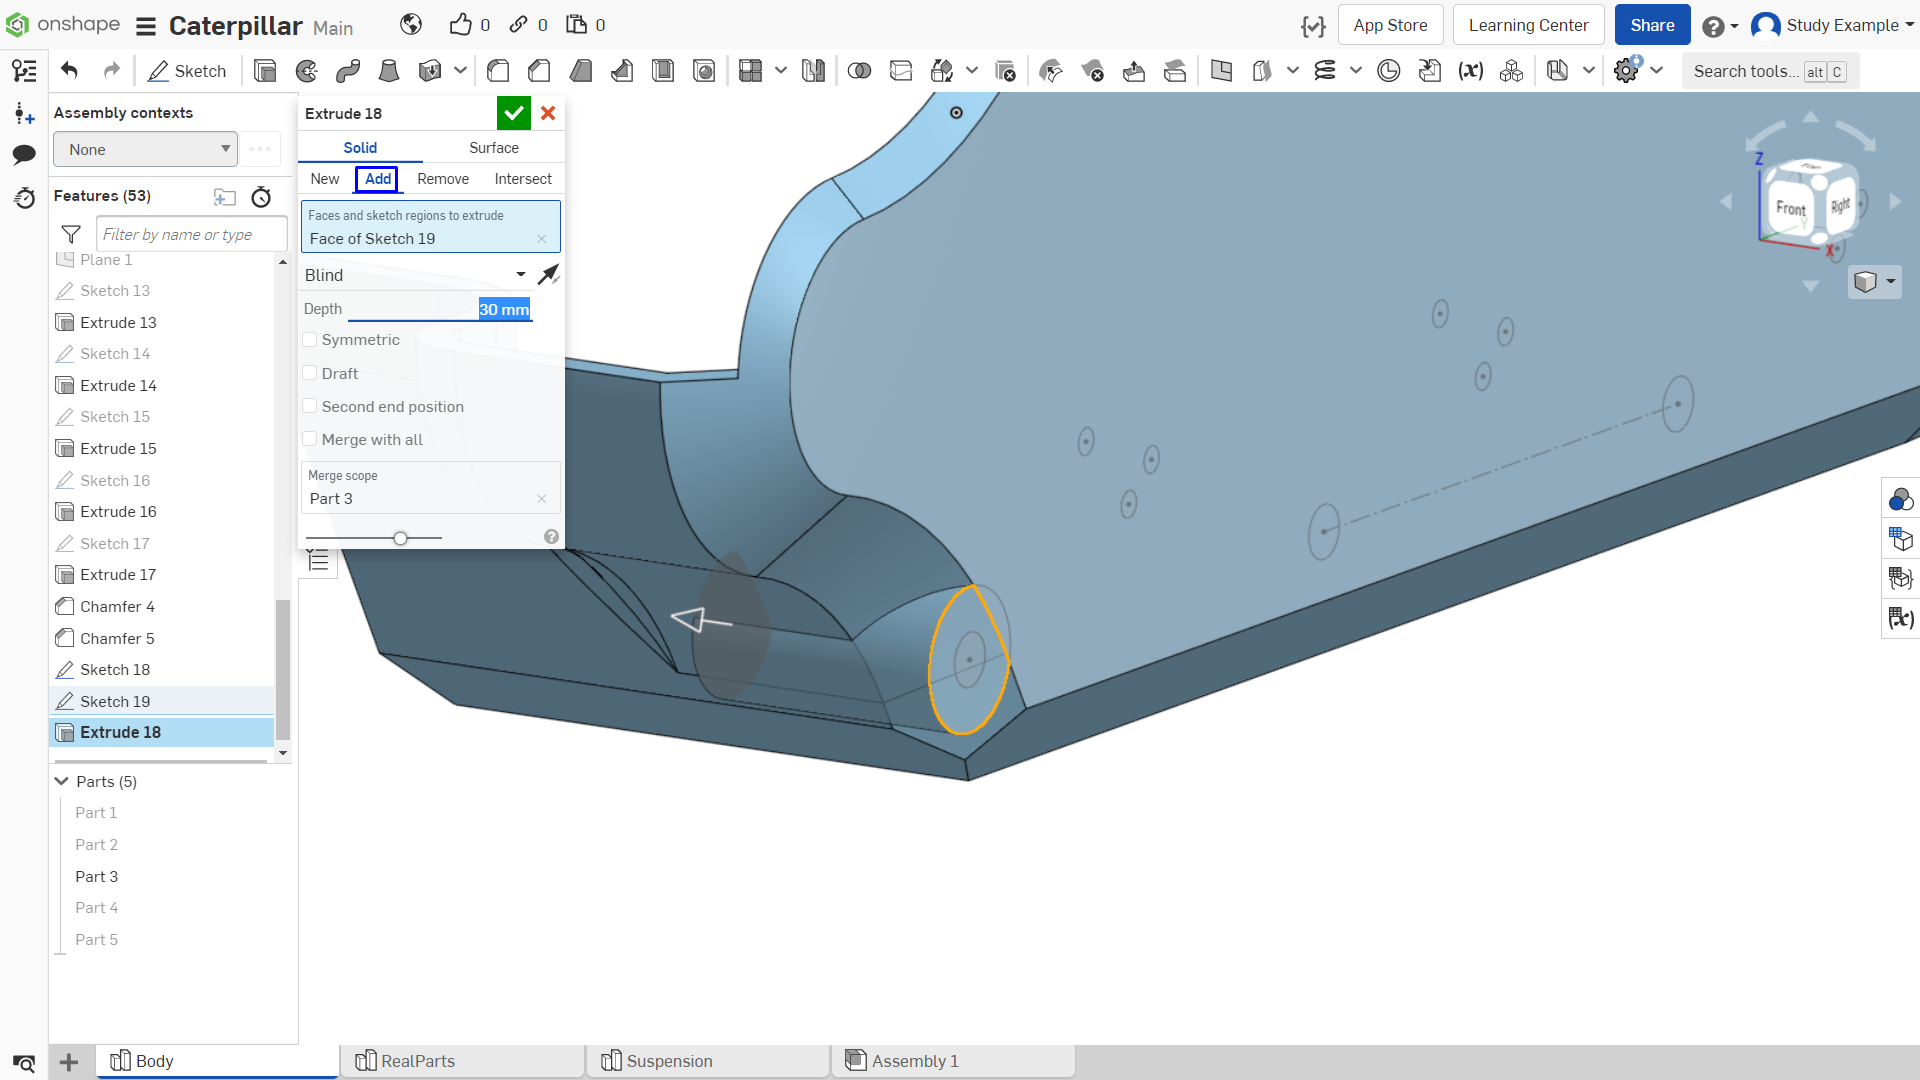 onshape Caterpillar Main 0 0 0 App Store Learning Center Share Study Example
Sketch Search tools... alt C
Assembly contexts
None
Features (53)
Filter by name or type
Plane 1
Sketch 13
Extrude 13
Sketch 14
Extrude 14
Sketch 15
Extrude 15
Sketch 16
Extrude 16
Sketch 17
Extrude 17
Chamfer 4
Chamfer 5
Sketch 18
Sketch 19
Extrude 18
Parts (5)
Part 1
Part 2
Part 3
Part 4
Part 5
Extrude 18
Solid Surface
New Add Remove Intersect
Faces and sketch regions to extrude
Face of Sketch 19
Blind
Depth 30 mm
Symmetric
Draft
Second end position
Merge with all
Merge scope
Part 3
Z
Top
Front Right
Y
X
Body RealParts Suspension Assembly 1